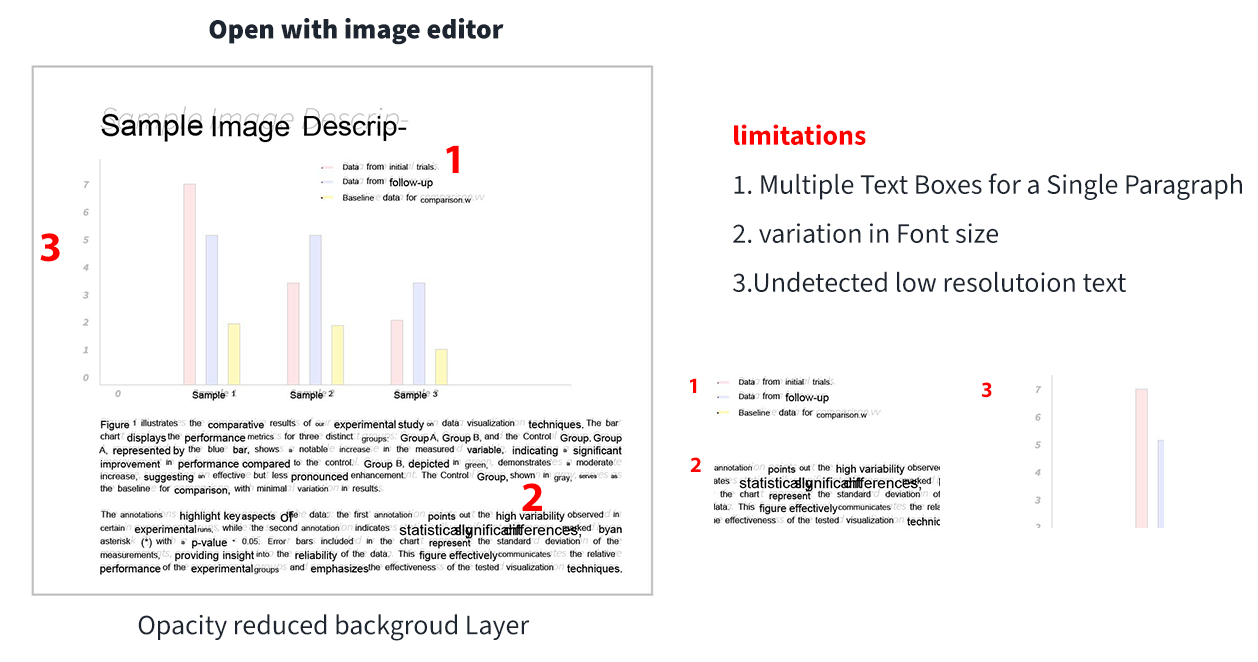 Open with image editor
Sample Image Descrip-
1
Data from initial trials.
Data from follow-up
Baseline data for comparison.w
3
7
6
5
4
3
2
1
0
0
Sample 1
Sample 2
Sample 3
Figure 1 illustrates the comparative results of our experimental study on data visualization techniques. The bar
chart displays the performance metrics for three distinct groups: Group A, Group B, and the Control Group. Group
A, represented by the blue bar, shows a notable increase in the measured variable, indicating a significant
improvement in performance compared to the control. Group B, depicted in green, demonstrates a moderate
increase, suggesting an effective but less pronounced enhancement. The Control Group, shown in gray, serves as
the baseline for comparison, with minimal variation in results.
2
The annotations highlight key aspects of the data: the first annotation points out the high variability observed in
certain experimental runs, while the second annotation indicates statistically significant differences, marked byan
asterisk (*) with a p-value * 0.05. Error bars included in the chart represent the standard deviation of the
measurements, providing insight into the reliability of the data. This figure effectively communicates the relative
performance of the experimental groups and emphasizes the effectiveness of the tested visualization techniques.
Opacity reduced backgroud Layer
limitations
1. Multiple Text Boxes for a Single Paragraph
2. variation in Font size
3.Undetected low resolutoion text
1
Data from initial trials.
Data from follow-up
Baseline data for comparison.w
2
annotation points out the high variability observe
ates statistically significant differences, marked
the chart represent the standard deviation of
data. This figure effectively communicates the rela
e effectiveness of the tested visualization techni
3
7
6
5
4
3